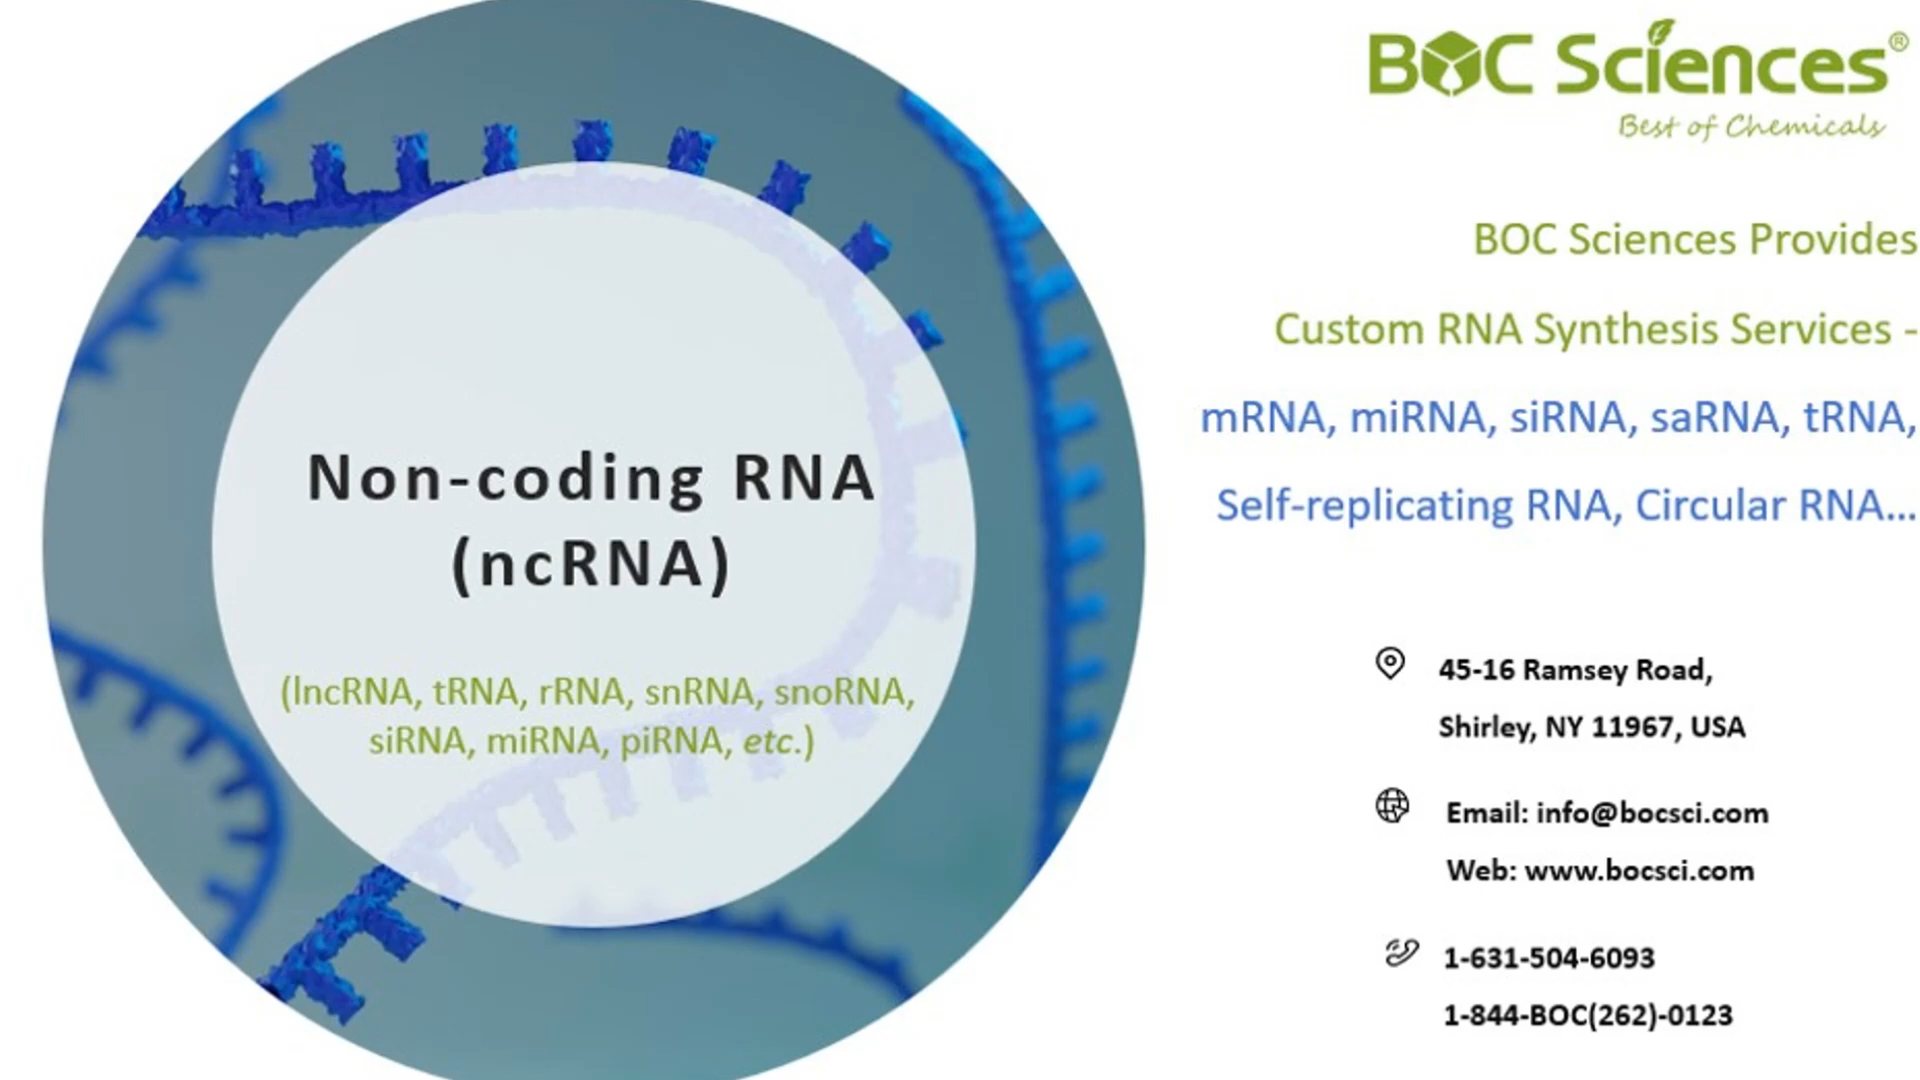 Non-coding RNA
(ncRNA)
(lncRNA, tRNA, rRNA, snRNA, snoRNA,
siRNA, miRNA, piRNA, etc.)
BOC Sciences®
Best of Chemicals
BOC Sciences Provides
Custom RNA Synthesis Services -
mRNA, miRNA, siRNA, saRNA, tRNA,
Self-replicating RNA, Circular RNA...
45-16 Ramsey Road,
Shirley, NY 11967, USA
Email: info@bocsci.com
Web: www.bocsci.com
1-631-504-6093
1-844-BOC(262)-0123